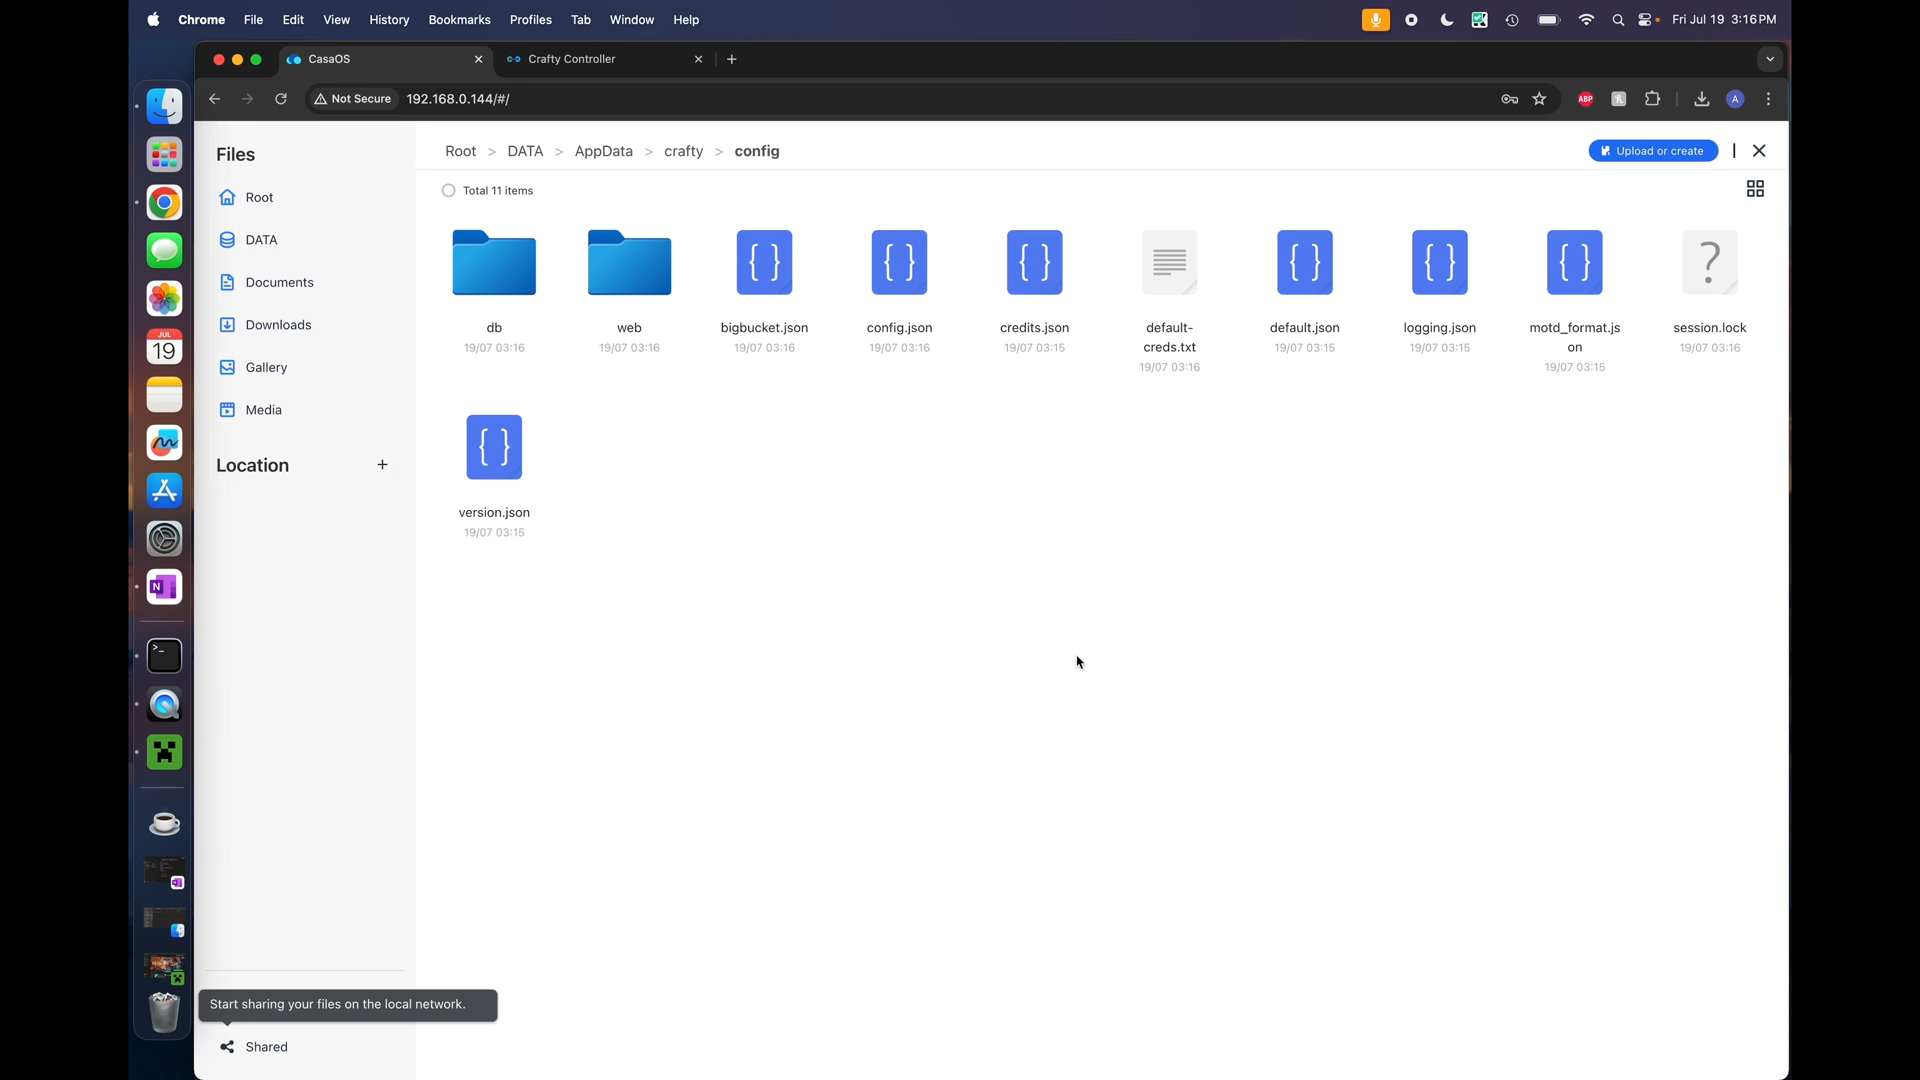 Chrome File Edit View History Bookmarks Profiles Tab Window Help Fri Jul 19 3:16 PM
CasaOS Crafty Controller
Not Secure 192.168.0.144/#/ ABP A
Files
Root > DATA > AppData > crafty > config
Upload or create
Root
DATA
Documents
Downloads
Gallery
Media
Location +
Total 11 items
db
19/07 03:16
web
19/07 03:16
bigbucket.json
19/07 03:16
config.json
19/07 03:16
credits.json
19/07 03:15
default-
creds.txt
19/07 03:16
default.json
19/07 03:15
logging.json
19/07 03:15
motd_format.js
on
19/07 03:15
session.lock
19/07 03:16
version.json
19/07 03:15
JUL
19
N
Start sharing your files on the local network.
Shared